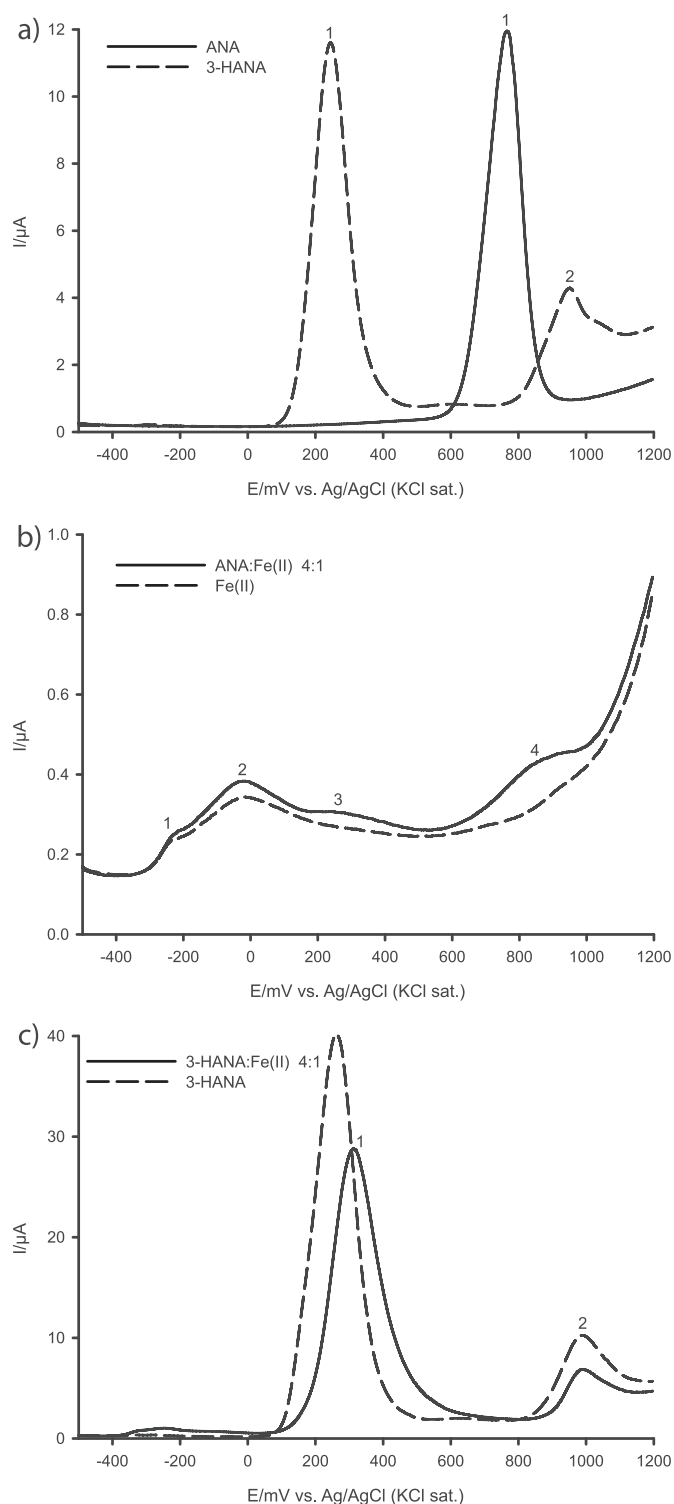 a)
ANA
3-HANA
1
1
2
12
10
8
6
4
2
0
I/µA
-400 -200 0 200 400 600 800 1000 1200
E/mV vs. Ag/AgCl (KCl sat.)
b)
ANA:Fe(II) 4:1
Fe(II)
1.0
0.8
0.6
0.4
0.2
0.0
I/µA
1
2
3
4
-400 -200 0 200 400 600 800 1000 1200
E/mV vs. Ag/AgCl (KCl sat.)
c)
3-HANA:Fe(II) 4:1
3-HANA
40
30
20
10
0
I/µA
1
2
-400 -200 0 200 400 600 800 1000 1200
E/mV vs. Ag/AgCl (KCl sat.)